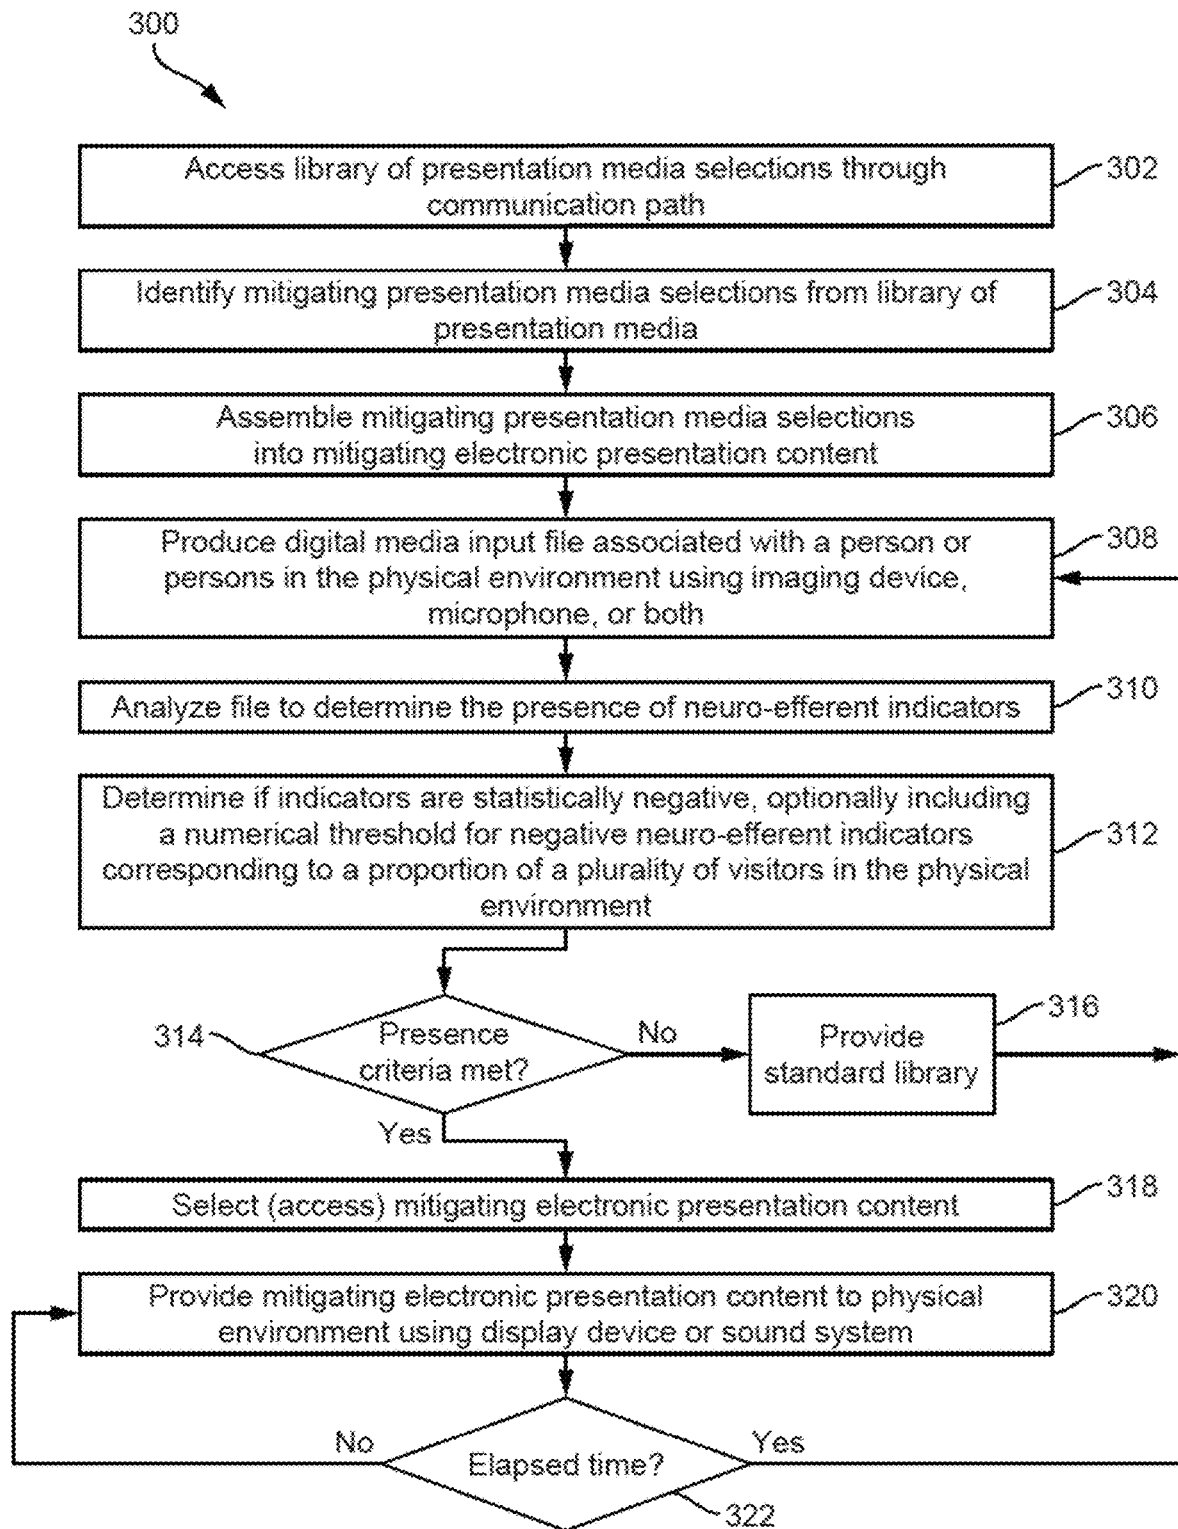 300
Access library of presentation media selections through
communication path
302
Identify mitigating presentation media selections from library of
presentation media
304
Assemble mitigating presentation media selections
into mitigating electronic presentation content
306
Produce digital media input file associated with a person or
persons in the physical environment using imaging device,
microphone, or both
308
Analyze file to determine the presence of neuro-efferent indicators
310
Determine if indicators are statistically negative, optionally including
a numerical threshold for negative neuro-efferent indicators
corresponding to a proportion of a plurality of visitors in the physical
environment
312
314
Presence
criteria met?
No
Provide
standard library
316
Yes
Select (access) mitigating electronic presentation content
318
Provide mitigating electronic presentation content to physical
environment using display device or sound system
320
No
Elapsed time?
Yes
322